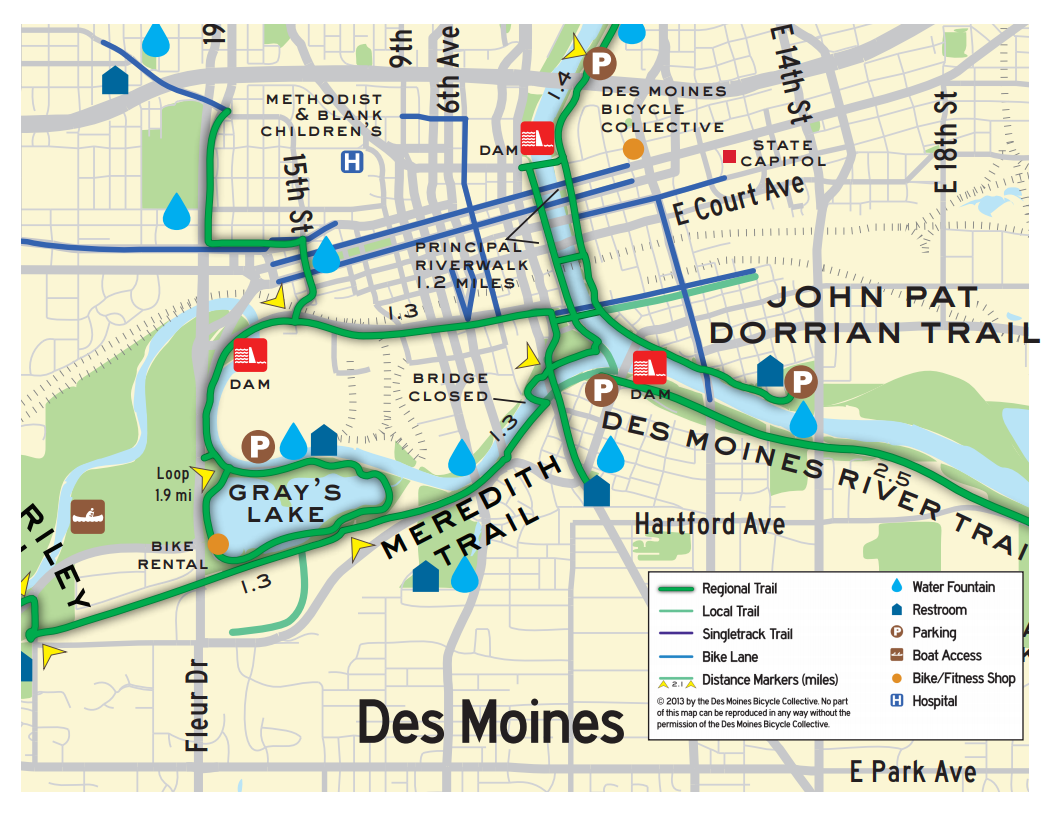 19
9th
6th Ave
E 14th St
E 18th St
15th St
1.4
P
METHODIST
& BLANK
CHILDREN'S
H
DES MOINES
BICYCLE
COLLECTIVE
DAM
STATE
CAPITOL
E Court Ave
PRINCIPAL
RIVERWALK
1.2 MILES
1.3
JOHN PAT
DORRIAN TRAIL
DAM
BRIDGE
CLOSED
DAM
P
P
1.3
DES MOINES RIVER TRAI
2.5
P
Loop
1.9 mi
GRAY'S
LAKE
MEREDITH
TRAIL
Hartford Ave
RILEY
BIKE
RENTAL
1.3
Fleur Dr
Des Moines
E Park Ave
Regional Trail
Local Trail
Singletrack Trail
Bike Lane
2.1
Distance Markers (miles)
© 2013 by the Des Moines Bicycle Collective. No part
of this map can be reproduced in any way without the
permission of the Des Moines Bicycle Collective.
Water Fountain
Restroom
P Parking
Boat Access
Bike/Fitness Shop
H Hospital